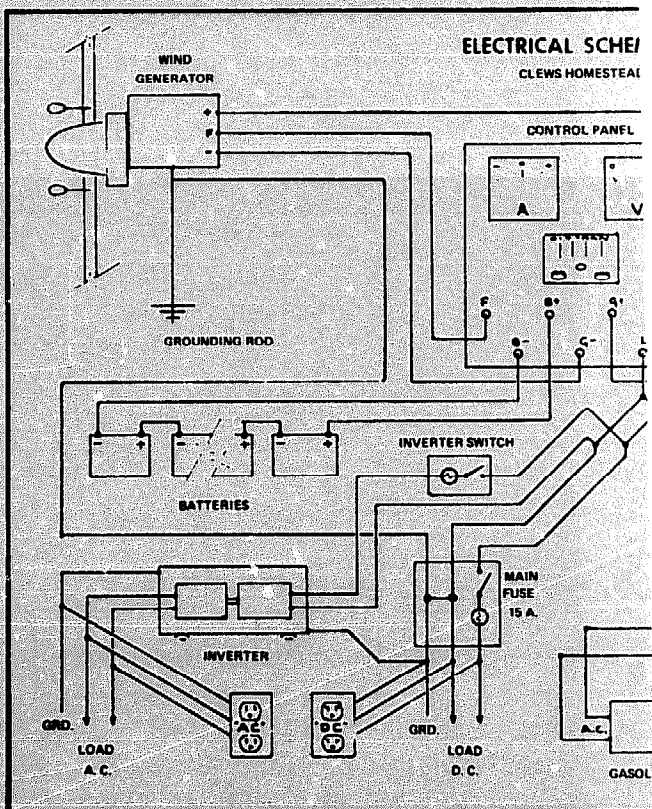 ELECTRICAL SCHE
CLEWS HOMESTEAD
WIND
GENERATOR
+
F
-
CONTROL PANEL
A
V
F
B+
G+
B-
G-
L
GROUNDING ROD
- + - + - +
BATTERIES
INVERTER SWITCH
MAIN
FUSE
15 A.
INVERTER
A.C.
D.C.
GRD.
LOAD
A. C.
GRD.
LOAD
D. C.
A.C.
GASOL